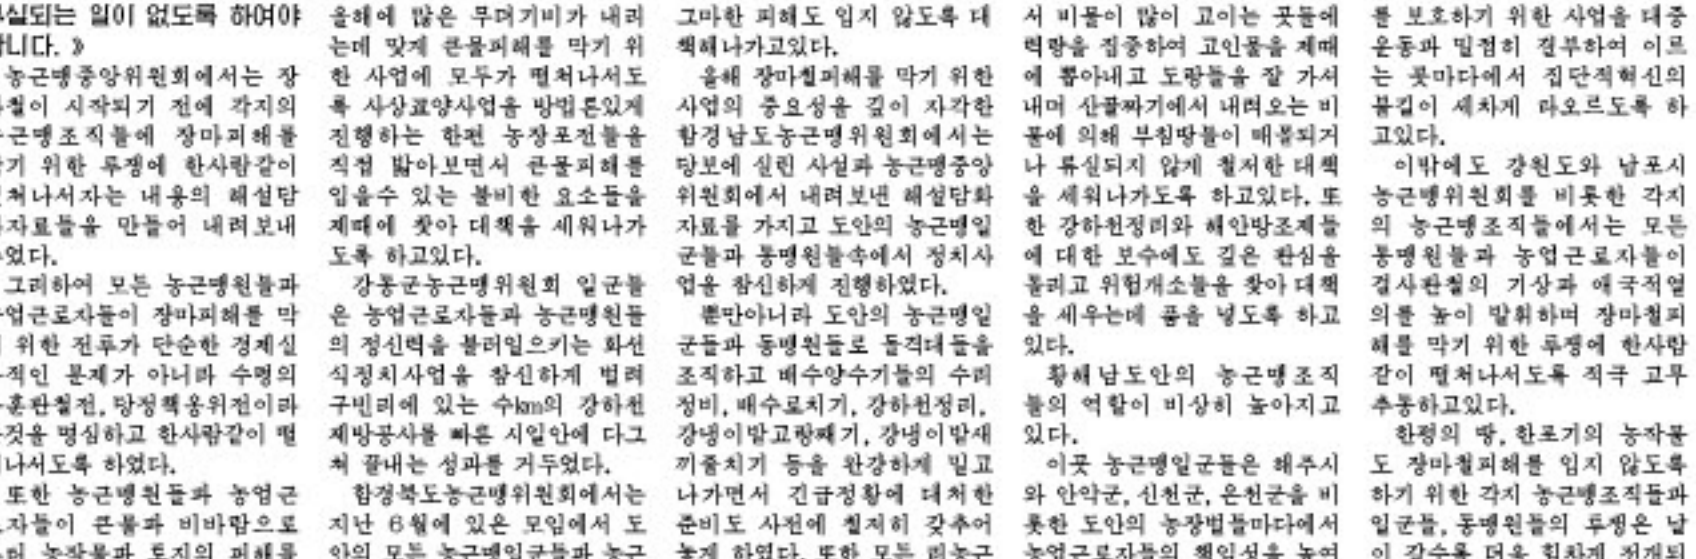 실되는 일이 없도록 하여야
니다. 》
농근맹중앙위원회에서는 장
철이 시작되기 전에 각지의
근맹조직들에 장마피해를
기 위한 투쟁에 한사람같이
쳐나서자는 내용의 해설담
자료들을 만들어 내려보내
였다.
그리하여 모든 농근맹원들과
업근로자들이 장마피해를 막
위한 전투가 단순한 경제실
적인 문제가 아니라 수령의
훈관철전, 당정책옹위전이라
것을 명심하고 한사람같이 떨
나서도록 하였다.
또한 농근맹원들과 농업근
자들이 큰물과 비바람으로
농작물과 토지의 피해를
올해에 많은 무더기비가 내리
는데 맞게 큰물피해를 막기 위
한 사업에 모두가 떨쳐나서도
록 사상교양사업을 방법론있게
진행하는 한편 농장포전들을
직접 밟아보면서 큰물피해를
입을수 있는 불비한 요소들을
제때에 찾아 대책을 세워나가
도록 하고있다.
강동군농근맹위원회 일군들
은 농업근로자들과 농근맹원들
의 정신력을 불러일으키는 화선
식정치사업을 참신하게 벌려
구빈리에 있는 수km의 강하천
제방공사를 빠른 시일안에 다그
쳐 끝내는 성과를 거두었다.
함경북도농근맹위원회에서는
지난 6월에 있은 모임에서 도
안의 모든 농근맹일군들과 농근
그마한 피해도 입지 않도록 대
책해나가고있다.
올해 장마철피해를 막기 위한
사업의 중요성을 깊이 자각한
함경남도농근맹위원회에서는
당보에 실린 사설과 농근맹중앙
위원회에서 내려보낸 해설담화
자료를 가지고 도안의 농근맹일
군들과 동맹원들속에서 정치사
업을 참신하게 진행하였다.
뿐만아니라 도안의 농근맹일
군들과 동맹원들로 돌격대들을
조직하고 배수양수기들의 수리
정비, 배수로치기, 강하천정리,
강냉이밭고랑째기, 강냉이밭새
끼줄치기 등을 완강하게 밀고
나가면서 긴급정황에 대처한
준비도 사전에 철저히 갖추어
놓게 하였다. 또한 모든 리농근
서 비물이 많이 고이는 곳들에
력량을 집중하여 고인물을 제때
에 뽑아내고 도랑들을 잘 가셔
내며 산골짜기에서 내려오는 비
물에 의해 부침땅들이 매몰되거
나 류실되지 않게 철저한 대책
을 세워나가도록 하고있다. 또
한 강하천정리와 해안방조제들
에 대한 보수에도 깊은 관심을
돌리고 위험개소들을 찾아 대책
을 세우는데 품을 넣도록 하고
있다.
황해남도안의 농근맹조직
들의 역할이 비상히 높아지고
있다.
이곳 농근맹일군들은 해주시
와 안악군, 신천군, 은천군을 비
롯한 도안의 농장벌들마다에서
농업근로자들의 책임성을 높여
를 보호하기 위한 사업을 대중
운동과 밀접히 결부하여 이르
는 곳마다에서 집단적혁신의
불길이 세차게 타오르도록 하
고있다.
이밖에도 강원도와 남포시
농근맹위원회를 비롯한 각지
의 농근맹조직들에서는 모든
동맹원들과 농업근로자들이
결사관철의 기상과 애국적열
의를 높이 발휘하며 장마철피
해를 막기 위한 투쟁에 한사람
같이 떨쳐나서도록 적극 고무
추동하고있다.
한평의 땅, 한포기의 농작물
도 장마철피해를 입지 않도록
하기 위한 각지 농근맹조직들과
일군들, 동맹원들의 투쟁은 날
이 갈수록 더욱 힘차게 전개되